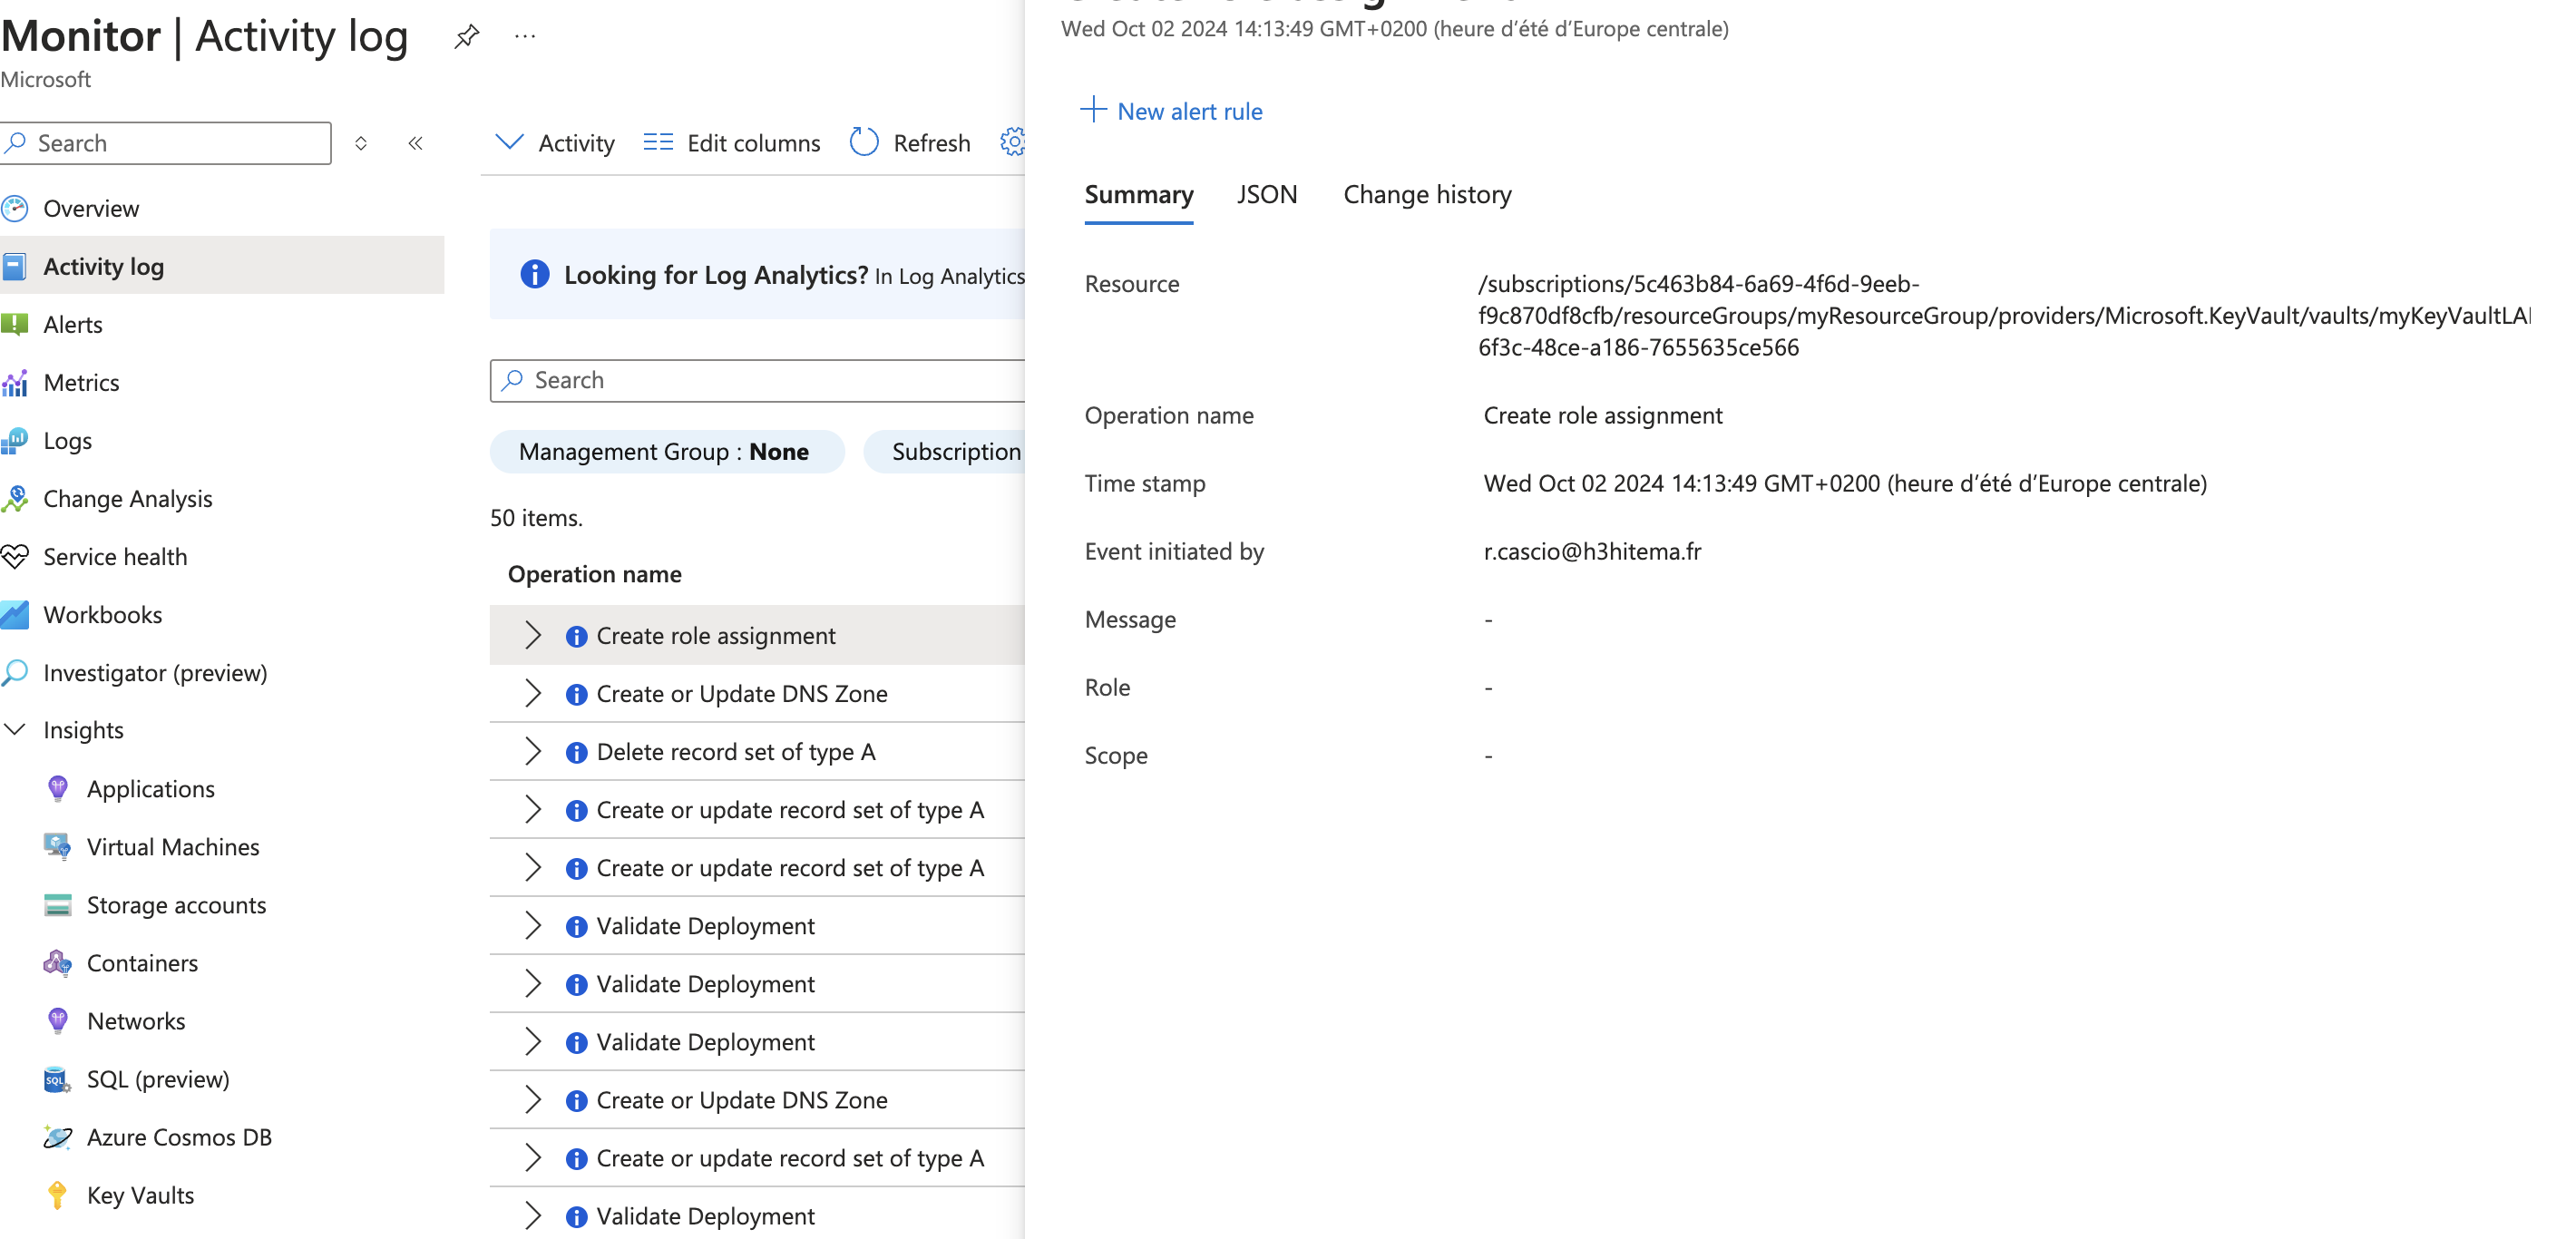 Monitor | Activity log
...
Microsoft
Search
Overview
Activity log
Alerts
Metrics
Logs
Change Analysis
Service health
Workbooks
Investigator (preview)
Insights
Applications
Virtual Machines
Storage accounts
Containers
Networks
SQL (preview)
Azure Cosmos DB
Key Vaults
Activity
Edit columns
Refresh
Looking for Log Analytics? In Log Analytics
Search
Management Group : None
Subscription
50 items.
Operation name
Create role assignment
Create or Update DNS Zone
Delete record set of type A
Create or update record set of type A
Create or update record set of type A
Validate Deployment
Validate Deployment
Validate Deployment
Create or Update DNS Zone
Create or update record set of type A
Validate Deployment
Wed Oct 02 2024 14:13:49 GMT+0200 (heure d’été d’Europe centrale)
New alert rule
Summary
JSON
Change history
Resource
/subscriptions/5c463b84-6a69-4f6d-9eeb-
f9c870df8cfb/resourceGroups/myResourceGroup/providers/Microsoft.KeyVault/vaults/myKeyVaultLA
6f3c-48ce-a186-7655635ce566
Operation name
Create role assignment
Time stamp
Wed Oct 02 2024 14:13:49 GMT+0200 (heure d’été d’Europe centrale)
Event initiated by
r.cascio@h3hitema.fr
Message
-
Role
-
Scope
-